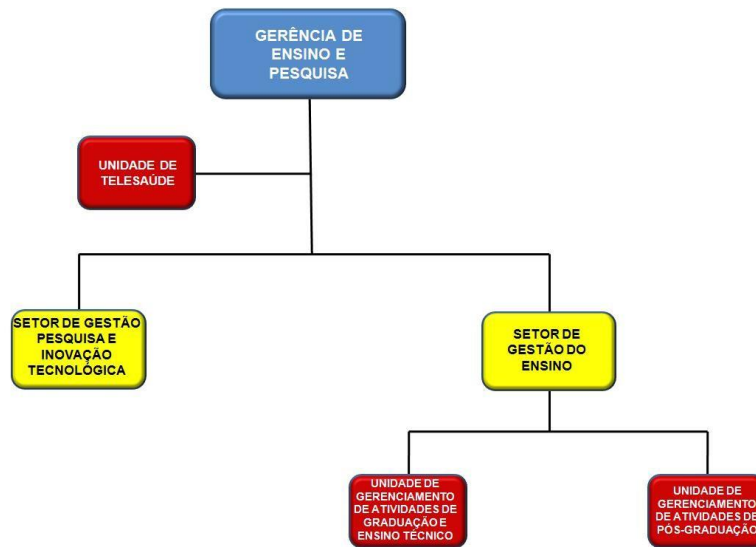 GERÊNCIA DE
ENSINO E
PESQUISA
UNIDADE DE
TELESAÚDE
SETOR DE GESTÃO
PESQUISA E
INOVAÇÃO
TECNOLÓGICA
SETOR DE
GESTÃO DO
ENSINO
UNIDADE DE
GERENCIAMENTO
DE ATIVIDADES DE
GRADUAÇÃO E
ENSINO TÉCNICO
UNIDADE DE
GERENCIAMENTO
DE ATIVIDADES DE
PÓS-GRADUAÇÃO